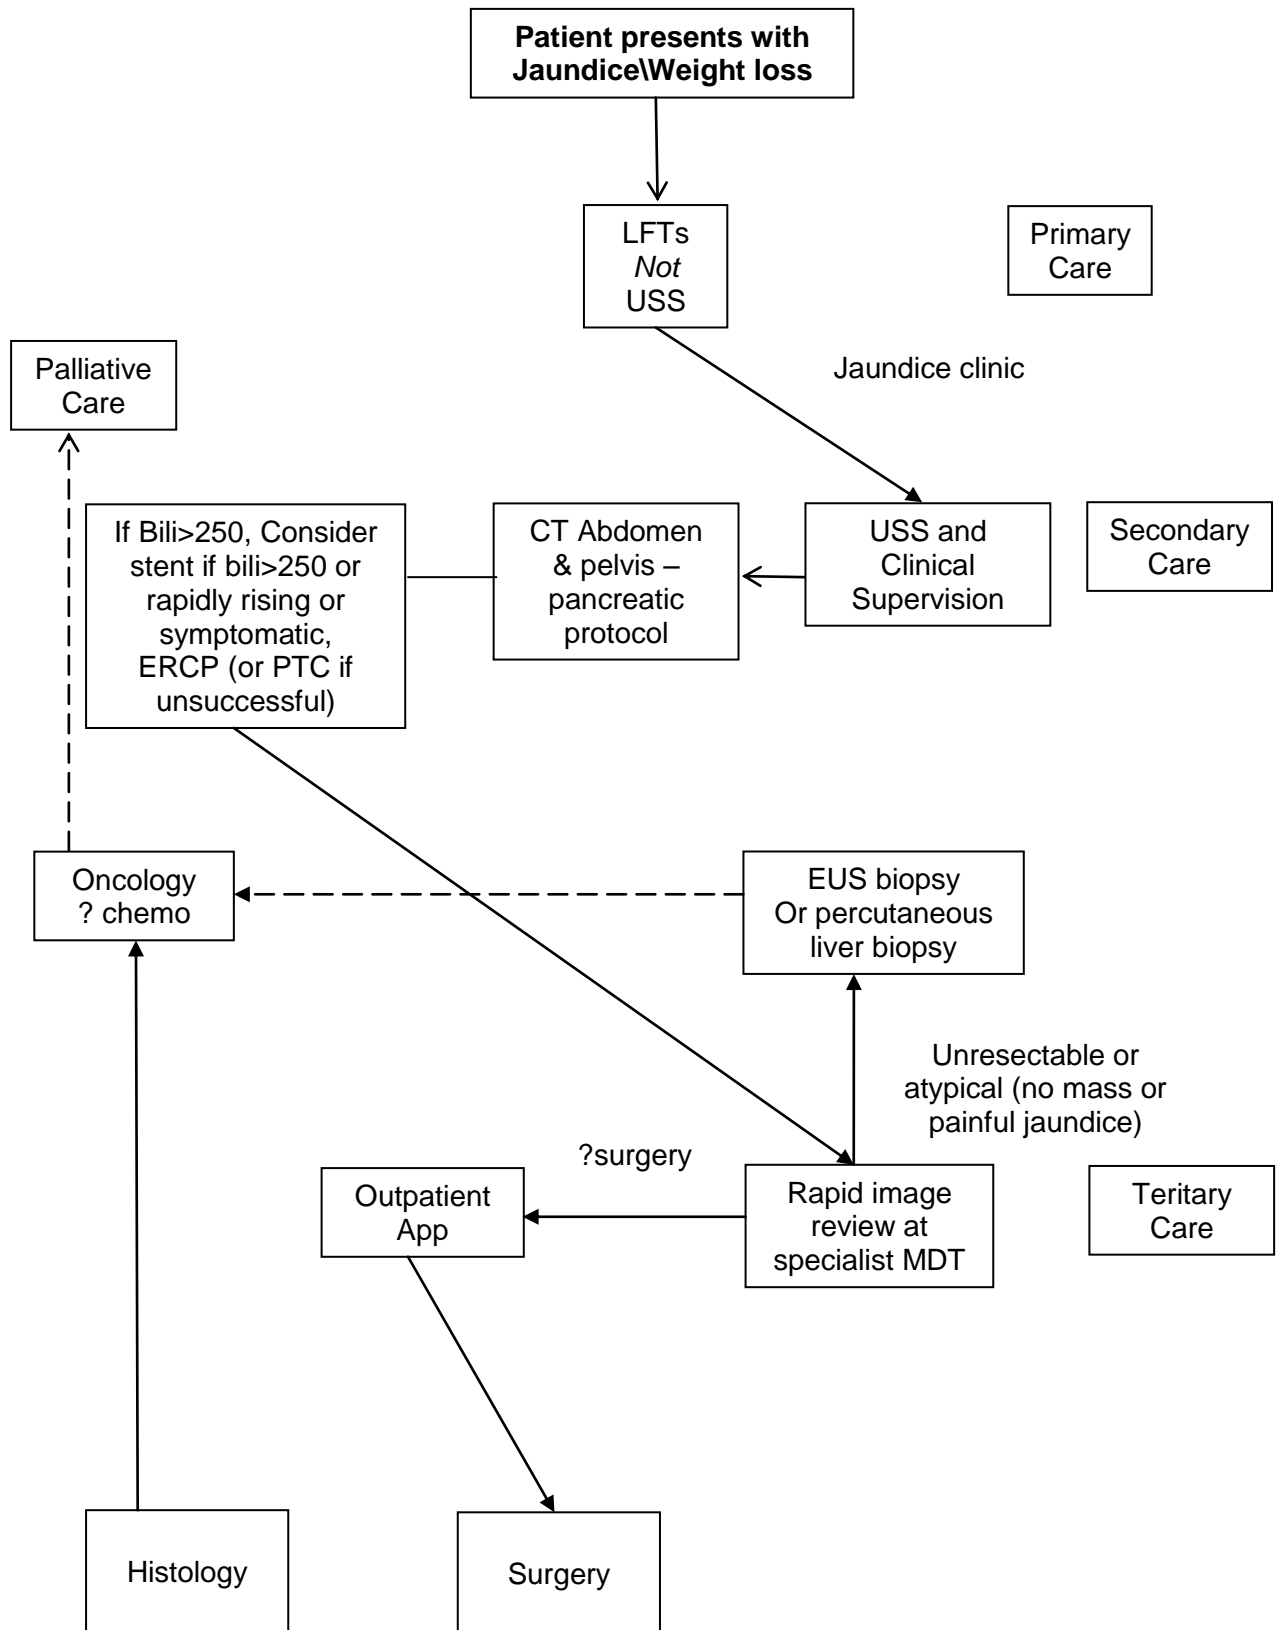 Patient presents with
Jaundice\Weight loss
LFTs
Not
USS
Primary
Care
Palliative
Care
Jaundice clinic
If Bili>250, Consider
stent if bili>250 or
rapidly rising or
symptomatic,
ERCP (or PTC if
unsuccessful)
CT Abdomen
& pelvis –
pancreatic
protocol
USS and
Clinical
Supervision
Secondary
Care
Oncology
? chemo
EUS biopsy
Or percutaneous
liver biopsy
Unresectable or
atypical (no mass or
painful jaundice)
?surgery
Outpatient
App
Rapid image
review at
specialist MDT
Teritary
Care
Histology
Surgery